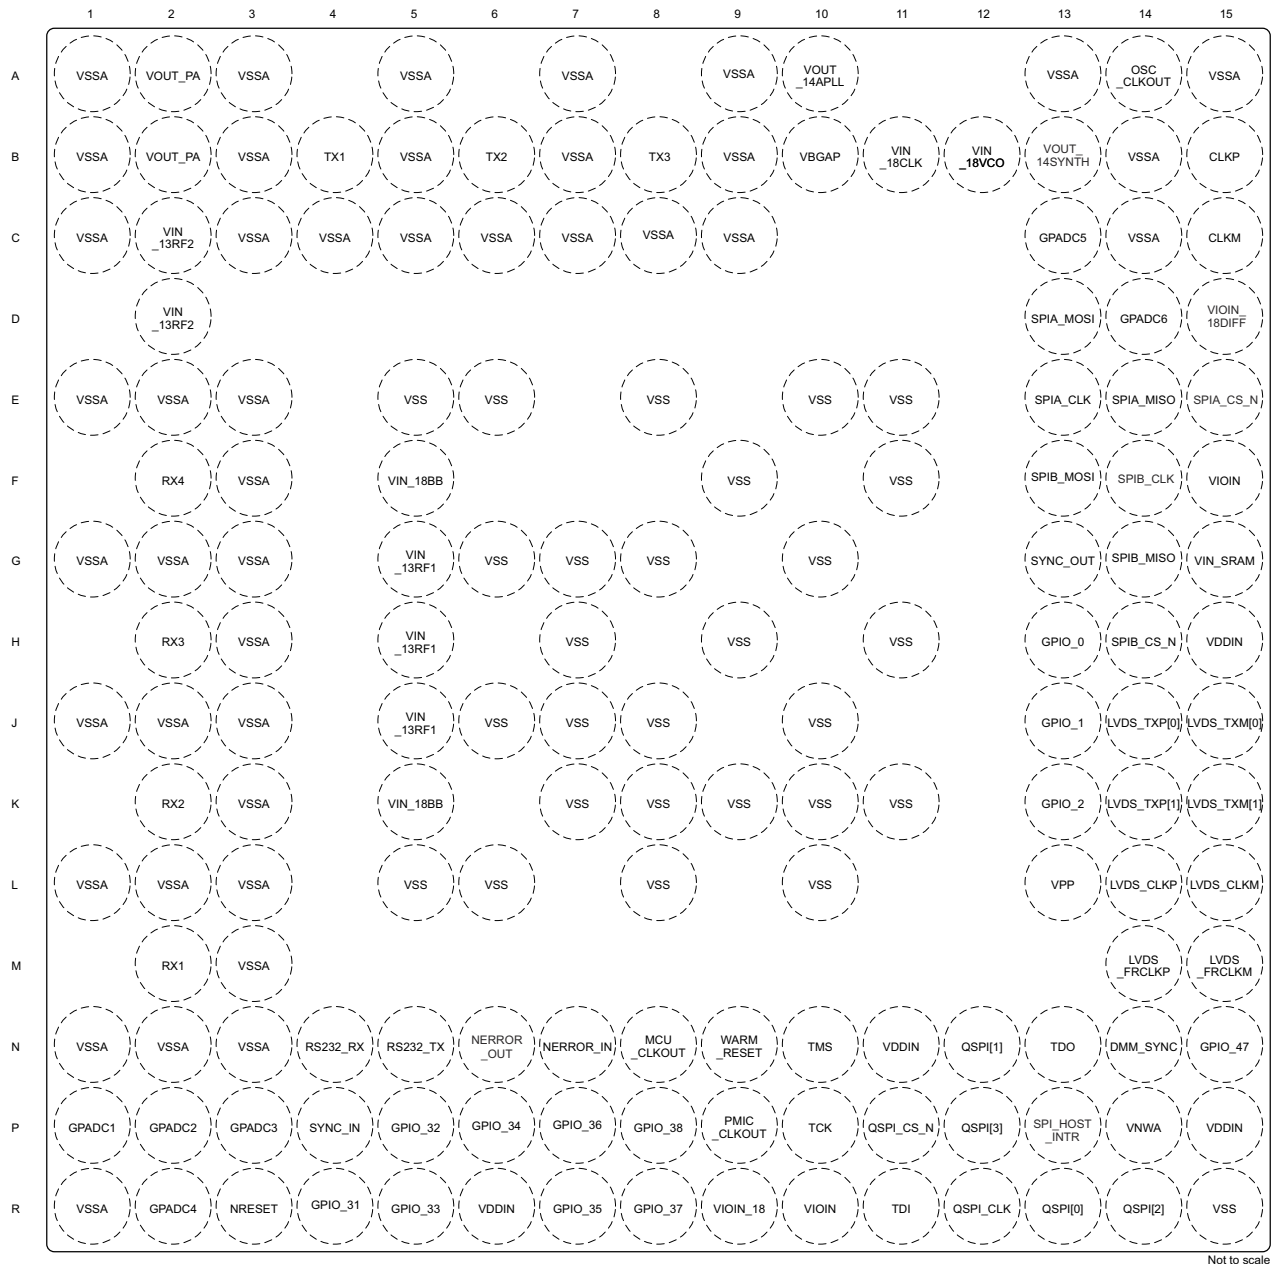 1 2 3 4 5 6 7 8 9 10 11 12 13 14 15
A VSSA VOUT_PA VSSA VSSA VSSA VSSA VOUT _14APLL VSSA OSC _CLKOUT VSSA
B VSSA VOUT_PA VSSA TX1 VSSA TX2 VSSA TX3 VSSA VBGAP VIN _18CLK VIN _18VCO VOUT_ 14SYNTH VSSA CLKP
C VSSA VIN _13RF2 VSSA VSSA VSSA VSSA VSSA VSSA VSSA GPADC5 VSSA CLKM
D VIN _13RF2 SPIA_MOSI GPADC6 VIOIN_ 18DIFF
E VSSA VSSA VSSA VSS VSS VSS VSS VSS SPIA_CLK SPIA_MISO SPIA_CS_N
F RX4 VSSA VIN_18BB VSS VSS SPIB_MOSI SPIB_CLK VIOIN
G VSSA VSSA VSSA VIN _13RF1 VSS VSS VSS VSS SYNC_OUT SPIB_MISO VIN_SRAM
H RX3 VSSA VIN _13RF1 VSS VSS VSS GPIO_0 SPIB_CS_N VDDIN
J VSSA VSSA VSSA VIN _13RF1 VSS VSS VSS VSS GPIO_1 LVDS_TXP[0] LVDS_TXM[0]
K RX2 VSSA VIN_18BB VSS VSS VSS VSS VSS GPIO_2 LVDS_TXP[1] LVDS_TXM[1]
L VSSA VSSA VSSA VSS VSS VSS VSS VPP LVDS_CLKP LVDS_CLKM
M RX1 VSSA LVDS _FRCLKP LVDS _FRCLKM
N VSSA VSSA VSSA RS232_RX RS232_TX NERROR _OUT NERROR_IN MCU _CLKOUT WARM _RESET TMS VDDIN QSPI[1] TDO DMM_SYNC GPIO_47
P GPADC1 GPADC2 GPADC3 SYNC_IN GPIO_32 GPIO_34 GPIO_36 GPIO_38 PMIC _CLKOUT TCK QSPI_CS_N QSPI[3] SPI_HOST _INTR VNWA VDDIN
R VSSA GPADC4 NRESET GPIO_31 GPIO_33 VDDIN GPIO_35 GPIO_37 VIOIN_18 VIOIN TDI QSPI_CLK QSPI[0] QSPI[2] VSS
Not to scale